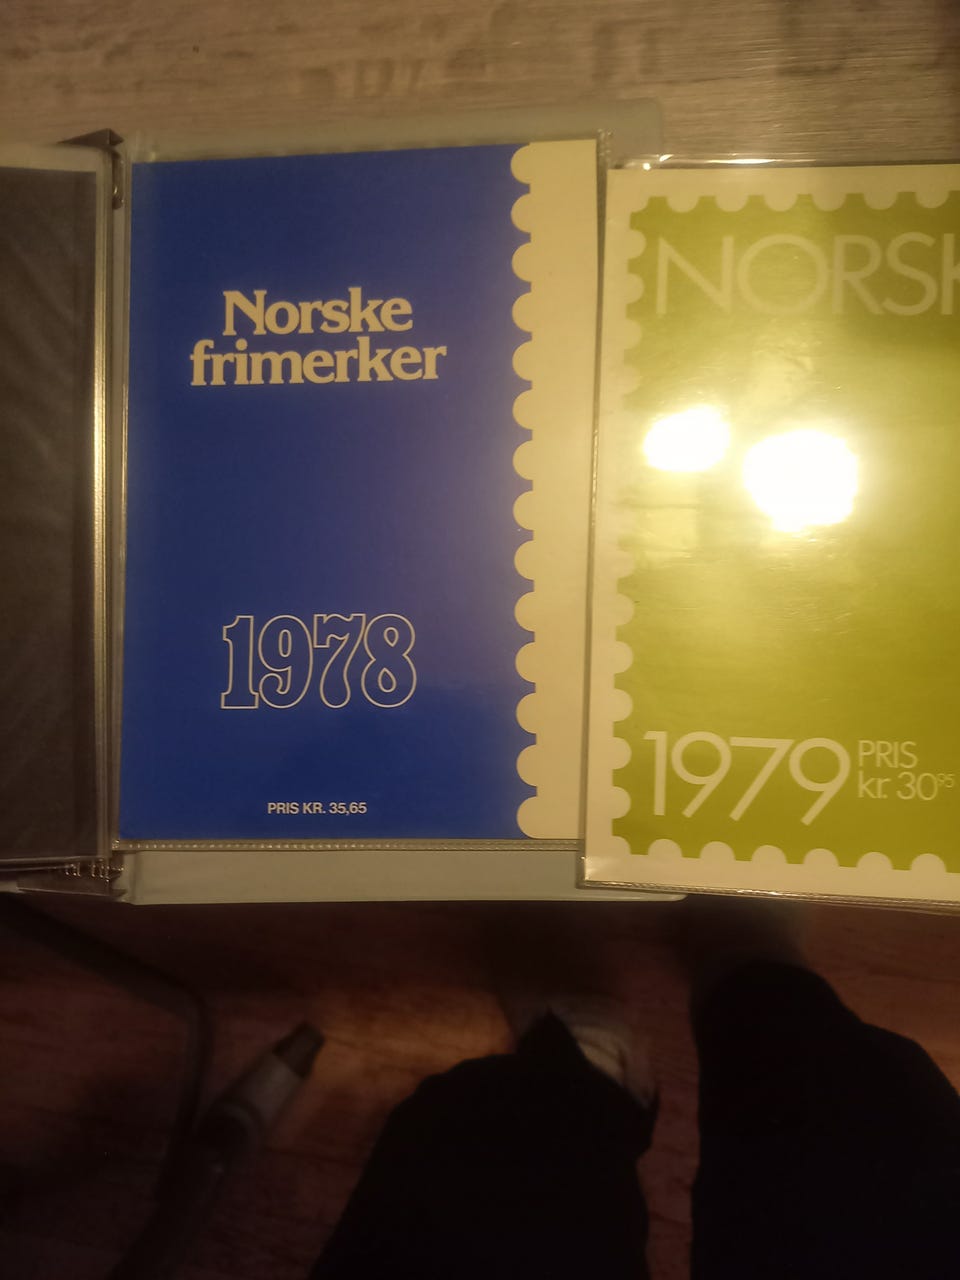 Norske
frimerker
1978
PRIS KR. 35,65
NORSK
1979
PRIS
kr. 30⁹⁵